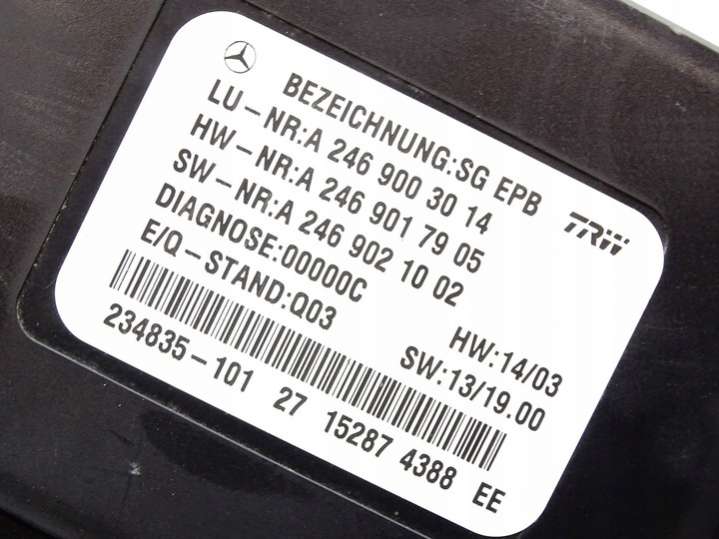 BEZEICHNUNG:SG EPB
LU-NR:A 246 900 30 14
HW-NR:A 246 901 79 05
SW-NR:A 246 902 10 02
DIAGNOSE:00000C
E/Q-STAND:Q03
TRW
HW:14/03
SW:13/19.00
234835-101 27 15287 4388 EE